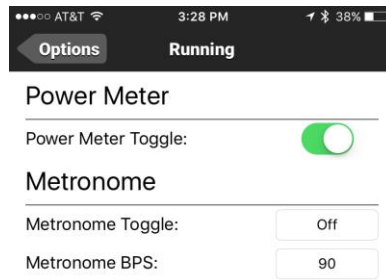 ●●●○○ AT&T 3:28 PM 38%
Options Running
Power Meter
Power Meter Toggle:
Metronome
Metronome Toggle: Off
Metronome BPS: 90